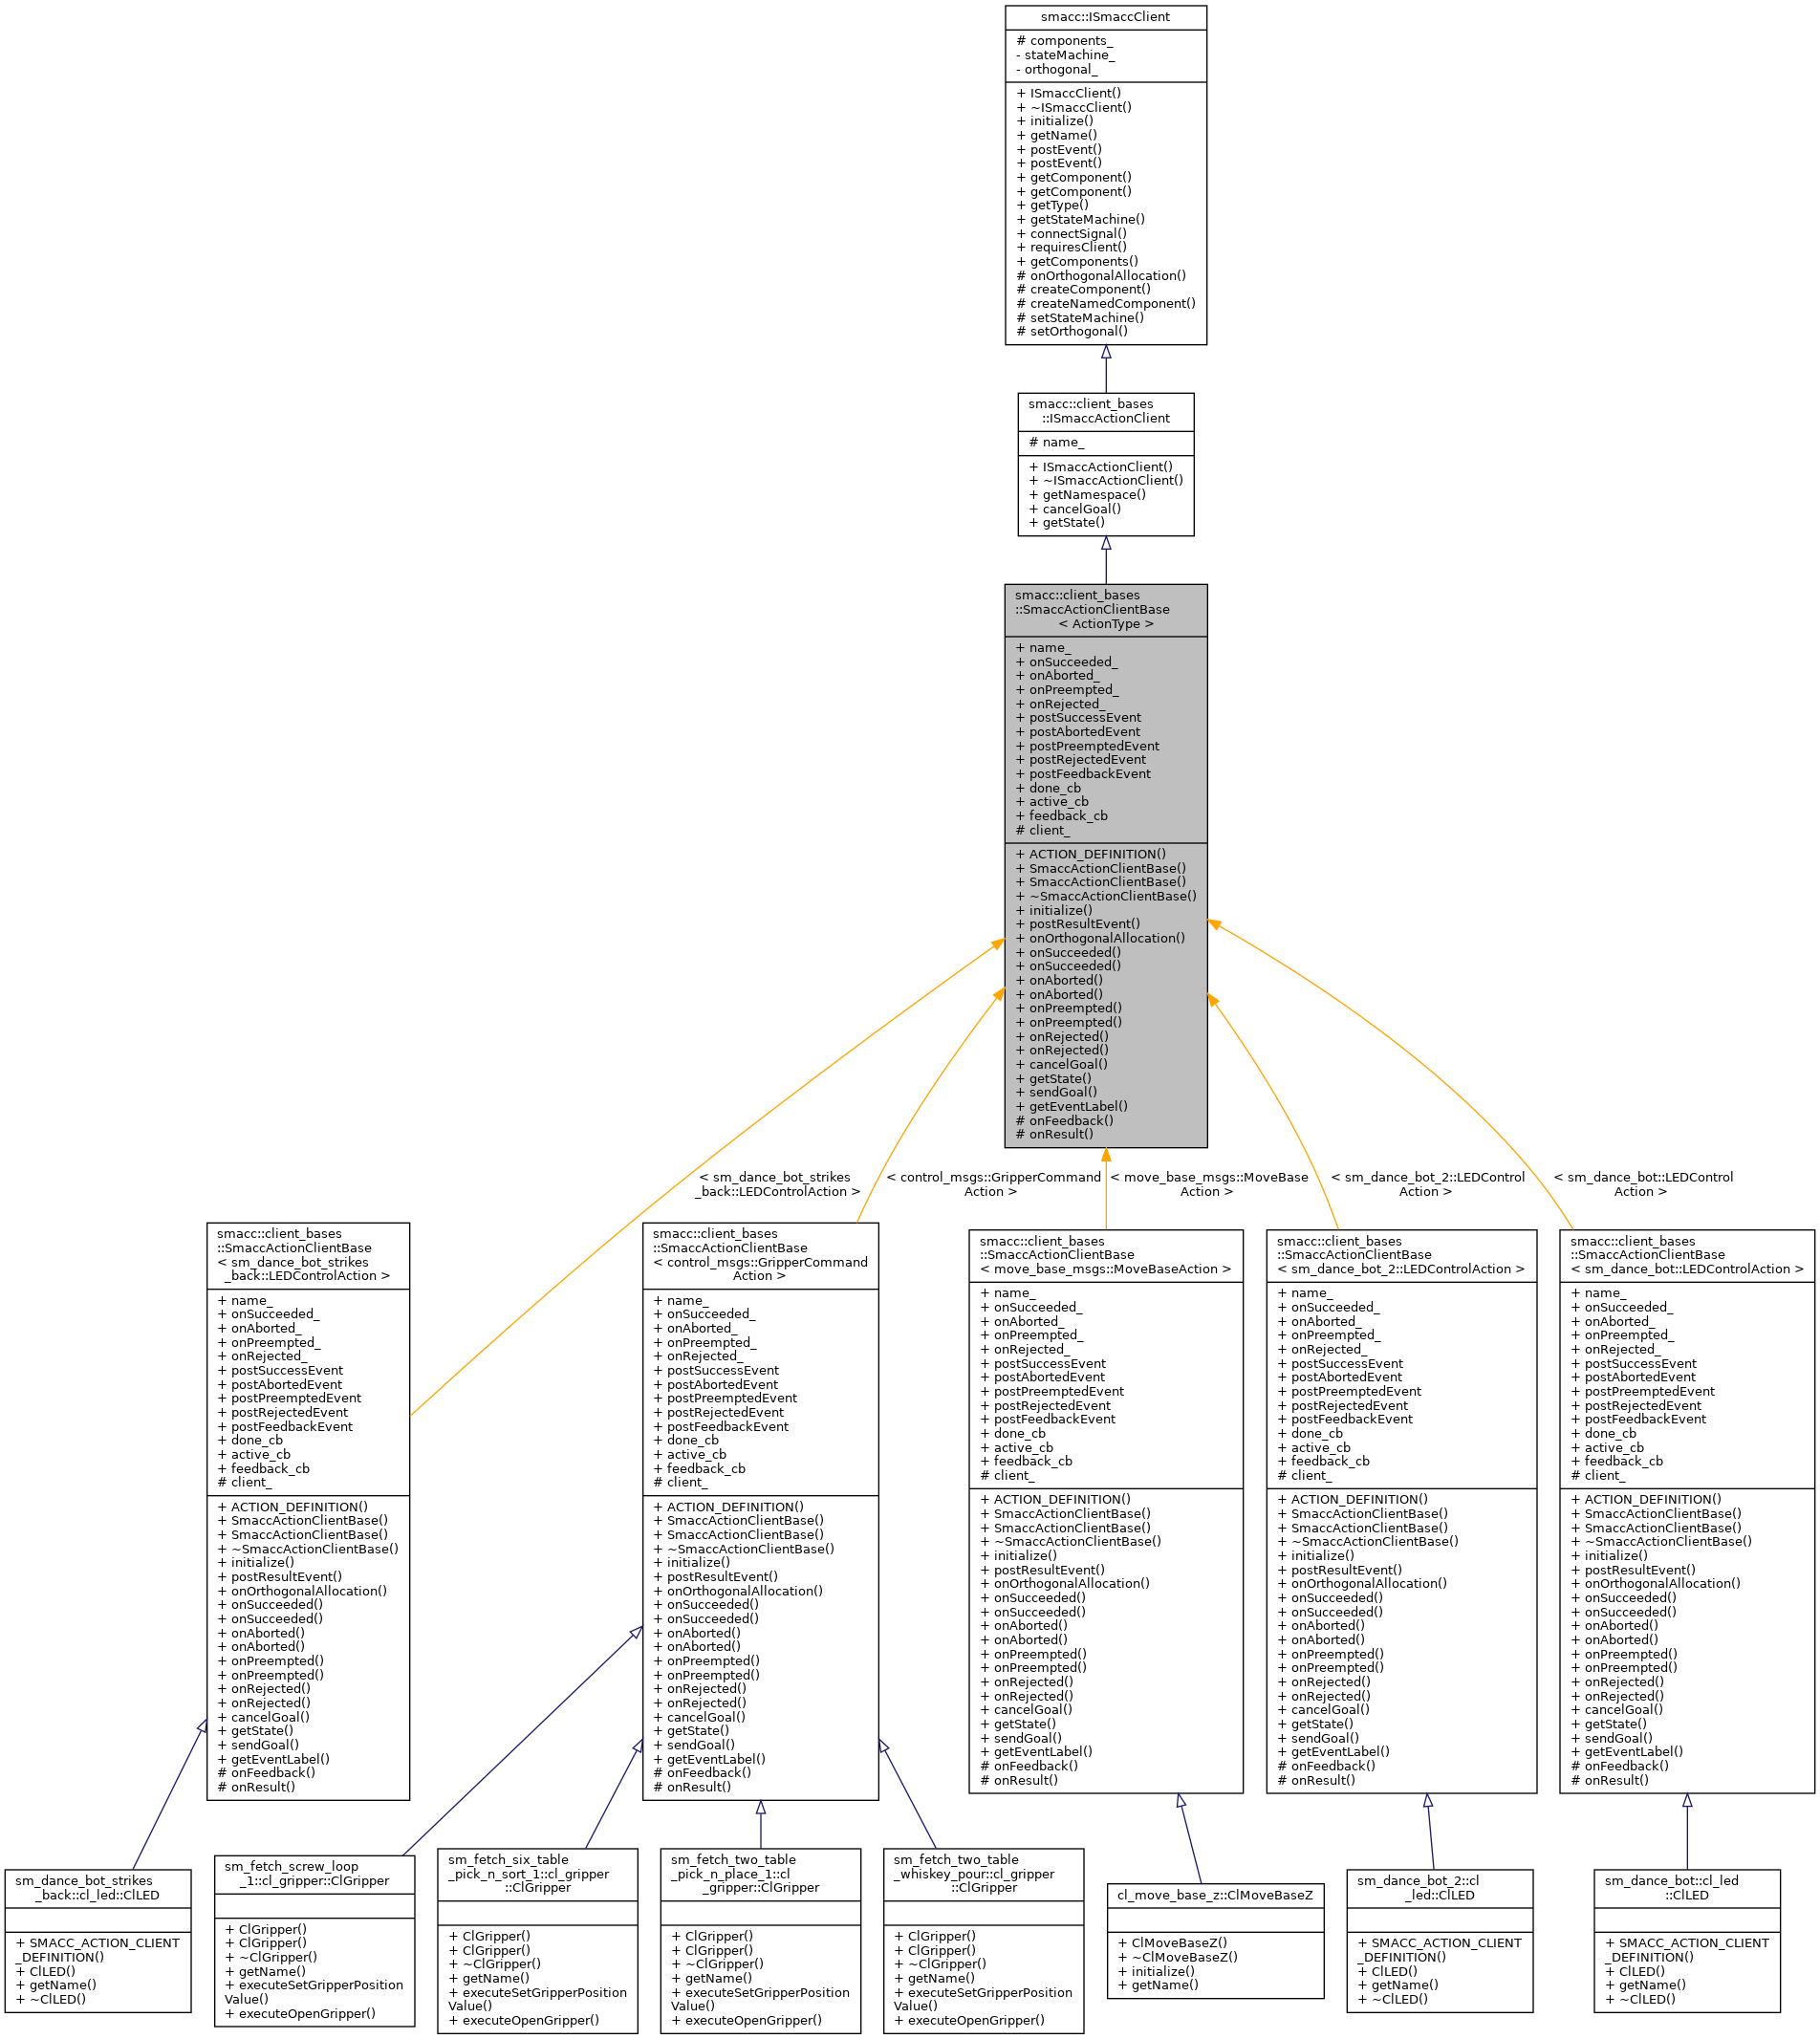 smacc::ISmaccClient
# components_
- stateMachine_
- orthogonal_
+ ISmaccClient()
+ ~ISmaccClient()
+ initialize()
+ getName()
+ postEvent()
+ postEvent()
+ getComponent()
+ getComponent()
+ getType()
+ getStateMachine()
+ connectSignal()
+ requiresClient()
+ getComponents()
# onOrthogonalAllocation()
# createComponent()
# createNamedComponent()
# setStateMachine()
# setOrthogonal()
smacc::client_bases
::ISmaccActionClient
# name_
+ ISmaccActionClient()
+ ~ISmaccActionClient()
+ getNamespace()
+ cancelGoal()
+ getState()
smacc::client_bases
::SmaccActionClientBase
< ActionType >
+ name_
+ onSucceeded_
+ onAborted_
+ onPreempted_
+ onRejected_
+ postSuccessEvent
+ postAbortedEvent
+ postPreemptedEvent
+ postRejectedEvent
+ postFeedbackEvent
+ done_cb
+ active_cb
+ feedback_cb
# client_
+ ACTION_DEFINITION()
+ SmaccActionClientBase()
+ SmaccActionClientBase()
+ ~SmaccActionClientBase()
+ initialize()
+ postResultEvent()
+ onOrthogonalAllocation()
+ onSucceeded()
+ onSucceeded()
+ onAborted()
+ onAborted()
+ onPreempted()
+ onPreempted()
+ onRejected()
+ onRejected()
+ cancelGoal()
+ getState()
+ sendGoal()
+ getEventLabel()
# onFeedback()
# onResult()
< sm_dance_bot_strikes
_back::LEDControlAction >
< control_msgs::GripperCommand
Action >
< move_base_msgs::MoveBase
Action >
< sm_dance_bot_2::LEDControl
Action >
< sm_dance_bot::LEDControl
Action >
smacc::client_bases
::SmaccActionClientBase
< sm_dance_bot_strikes
_back::LEDControlAction >
+ name_
+ onSucceeded_
+ onAborted_
+ onPreempted_
+ onRejected_
+ postSuccessEvent
+ postAbortedEvent
+ postPreemptedEvent
+ postRejectedEvent
+ postFeedbackEvent
+ done_cb
+ active_cb
+ feedback_cb
# client_
+ ACTION_DEFINITION()
+ SmaccActionClientBase()
+ SmaccActionClientBase()
+ ~SmaccActionClientBase()
+ initialize()
+ postResultEvent()
+ onOrthogonalAllocation()
+ onSucceeded()
+ onSucceeded()
+ onAborted()
+ onAborted()
+ onPreempted()
+ onPreempted()
+ onRejected()
+ onRejected()
+ cancelGoal()
+ getState()
+ sendGoal()
+ getEventLabel()
# onFeedback()
# onResult()
smacc::client_bases
::SmaccActionClientBase
< control_msgs::GripperCommand
Action >
+ name_
+ onSucceeded_
+ onAborted_
+ onPreempted_
+ onRejected_
+ postSuccessEvent
+ postAbortedEvent
+ postPreemptedEvent
+ postRejectedEvent
+ postFeedbackEvent
+ done_cb
+ active_cb
+ feedback_cb
# client_
+ ACTION_DEFINITION()
+ SmaccActionClientBase()
+ SmaccActionClientBase()
+ ~SmaccActionClientBase()
+ initialize()
+ postResultEvent()
+ onOrthogonalAllocation()
+ onSucceeded()
+ onSucceeded()
+ onAborted()
+ onAborted()
+ onPreempted()
+ onPreempted()
+ onRejected()
+ onRejected()
+ cancelGoal()
+ getState()
+ sendGoal()
+ getEventLabel()
# onFeedback()
# onResult()
smacc::client_bases
::SmaccActionClientBase
< move_base_msgs::MoveBaseAction >
+ name_
+ onSucceeded_
+ onAborted_
+ onPreempted_
+ onRejected_
+ postSuccessEvent
+ postAbortedEvent
+ postPreemptedEvent
+ postRejectedEvent
+ postFeedbackEvent
+ done_cb
+ active_cb
+ feedback_cb
# client_
+ ACTION_DEFINITION()
+ SmaccActionClientBase()
+ SmaccActionClientBase()
+ ~SmaccActionClientBase()
+ initialize()
+ postResultEvent()
+ onOrthogonalAllocation()
+ onSucceeded()
+ onSucceeded()
+ onAborted()
+ onAborted()
+ onPreempted()
+ onPreempted()
+ onRejected()
+ onRejected()
+ cancelGoal()
+ getState()
+ sendGoal()
+ getEventLabel()
# onFeedback()
# onResult()
smacc::client_bases
::SmaccActionClientBase
< sm_dance_bot_2::LEDControlAction >
+ name_
+ onSucceeded_
+ onAborted_
+ onPreempted_
+ onRejected_
+ postSuccessEvent
+ postAbortedEvent
+ postPreemptedEvent
+ postRejectedEvent
+ postFeedbackEvent
+ done_cb
+ active_cb
+ feedback_cb
# client_
+ ACTION_DEFINITION()
+ SmaccActionClientBase()
+ SmaccActionClientBase()
+ ~SmaccActionClientBase()
+ initialize()
+ postResultEvent()
+ onOrthogonalAllocation()
+ onSucceeded()
+ onSucceeded()
+ onAborted()
+ onAborted()
+ onPreempted()
+ onPreempted()
+ onRejected()
+ onRejected()
+ cancelGoal()
+ getState()
+ sendGoal()
+ getEventLabel()
# onFeedback()
# onResult()
smacc::client_bases
::SmaccActionClientBase
< sm_dance_bot::LEDControlAction >
+ name_
+ onSucceeded_
+ onAborted_
+ onPreempted_
+ onRejected_
+ postSuccessEvent
+ postAbortedEvent
+ postPreemptedEvent
+ postRejectedEvent
+ postFeedbackEvent
+ done_cb
+ active_cb
+ feedback_cb
# client_
+ ACTION_DEFINITION()
+ SmaccActionClientBase()
+ SmaccActionClientBase()
+ ~SmaccActionClientBase()
+ initialize()
+ postResultEvent()
+ onOrthogonalAllocation()
+ onSucceeded()
+ onSucceeded()
+ onAborted()
+ onAborted()
+ onPreempted()
+ onPreempted()
+ onRejected()
+ onRejected()
+ cancelGoal()
+ getState()
+ sendGoal()
+ getEventLabel()
# onFeedback()
# onResult()
sm_dance_bot_strikes
_back::cl_led::ClLED
+ SMACC_ACTION_CLIENT
_DEFINITION()
+ ClLED()
+ getName()
+ ~ClLED()
sm_fetch_screw_loop
_1::cl_gripper::ClGripper
+ ClGripper()
+ ClGripper()
+ ~ClGripper()
+ getName()
+ executeSetGripperPosition
Value()
+ executeOpenGripper()
sm_fetch_six_table
_pick_n_sort_1::cl_gripper
::ClGripper
+ ClGripper()
+ ClGripper()
+ ~ClGripper()
+ getName()
+ executeSetGripperPosition
Value()
+ executeOpenGripper()
sm_fetch_two_table
_pick_n_place_1::cl
_gripper::ClGripper
+ ClGripper()
+ ClGripper()
+ ~ClGripper()
+ getName()
+ executeSetGripperPosition
Value()
+ executeOpenGripper()
sm_fetch_two_table
_whiskey_pour::cl_gripper
::ClGripper
+ ClGripper()
+ ClGripper()
+ ~ClGripper()
+ getName()
+ executeSetGripperPosition
Value()
+ executeOpenGripper()
cl_move_base_z::ClMoveBaseZ
+ ClMoveBaseZ()
+ ~ClMoveBaseZ()
+ initialize()
+ getName()
sm_dance_bot_2::cl
_led::ClLED
+ SMACC_ACTION_CLIENT
_DEFINITION()
+ ClLED()
+ getName()
+ ~ClLED()
sm_dance_bot::cl_led
::ClLED
+ SMACC_ACTION_CLIENT
_DEFINITION()
+ ClLED()
+ getName()
+ ~ClLED()